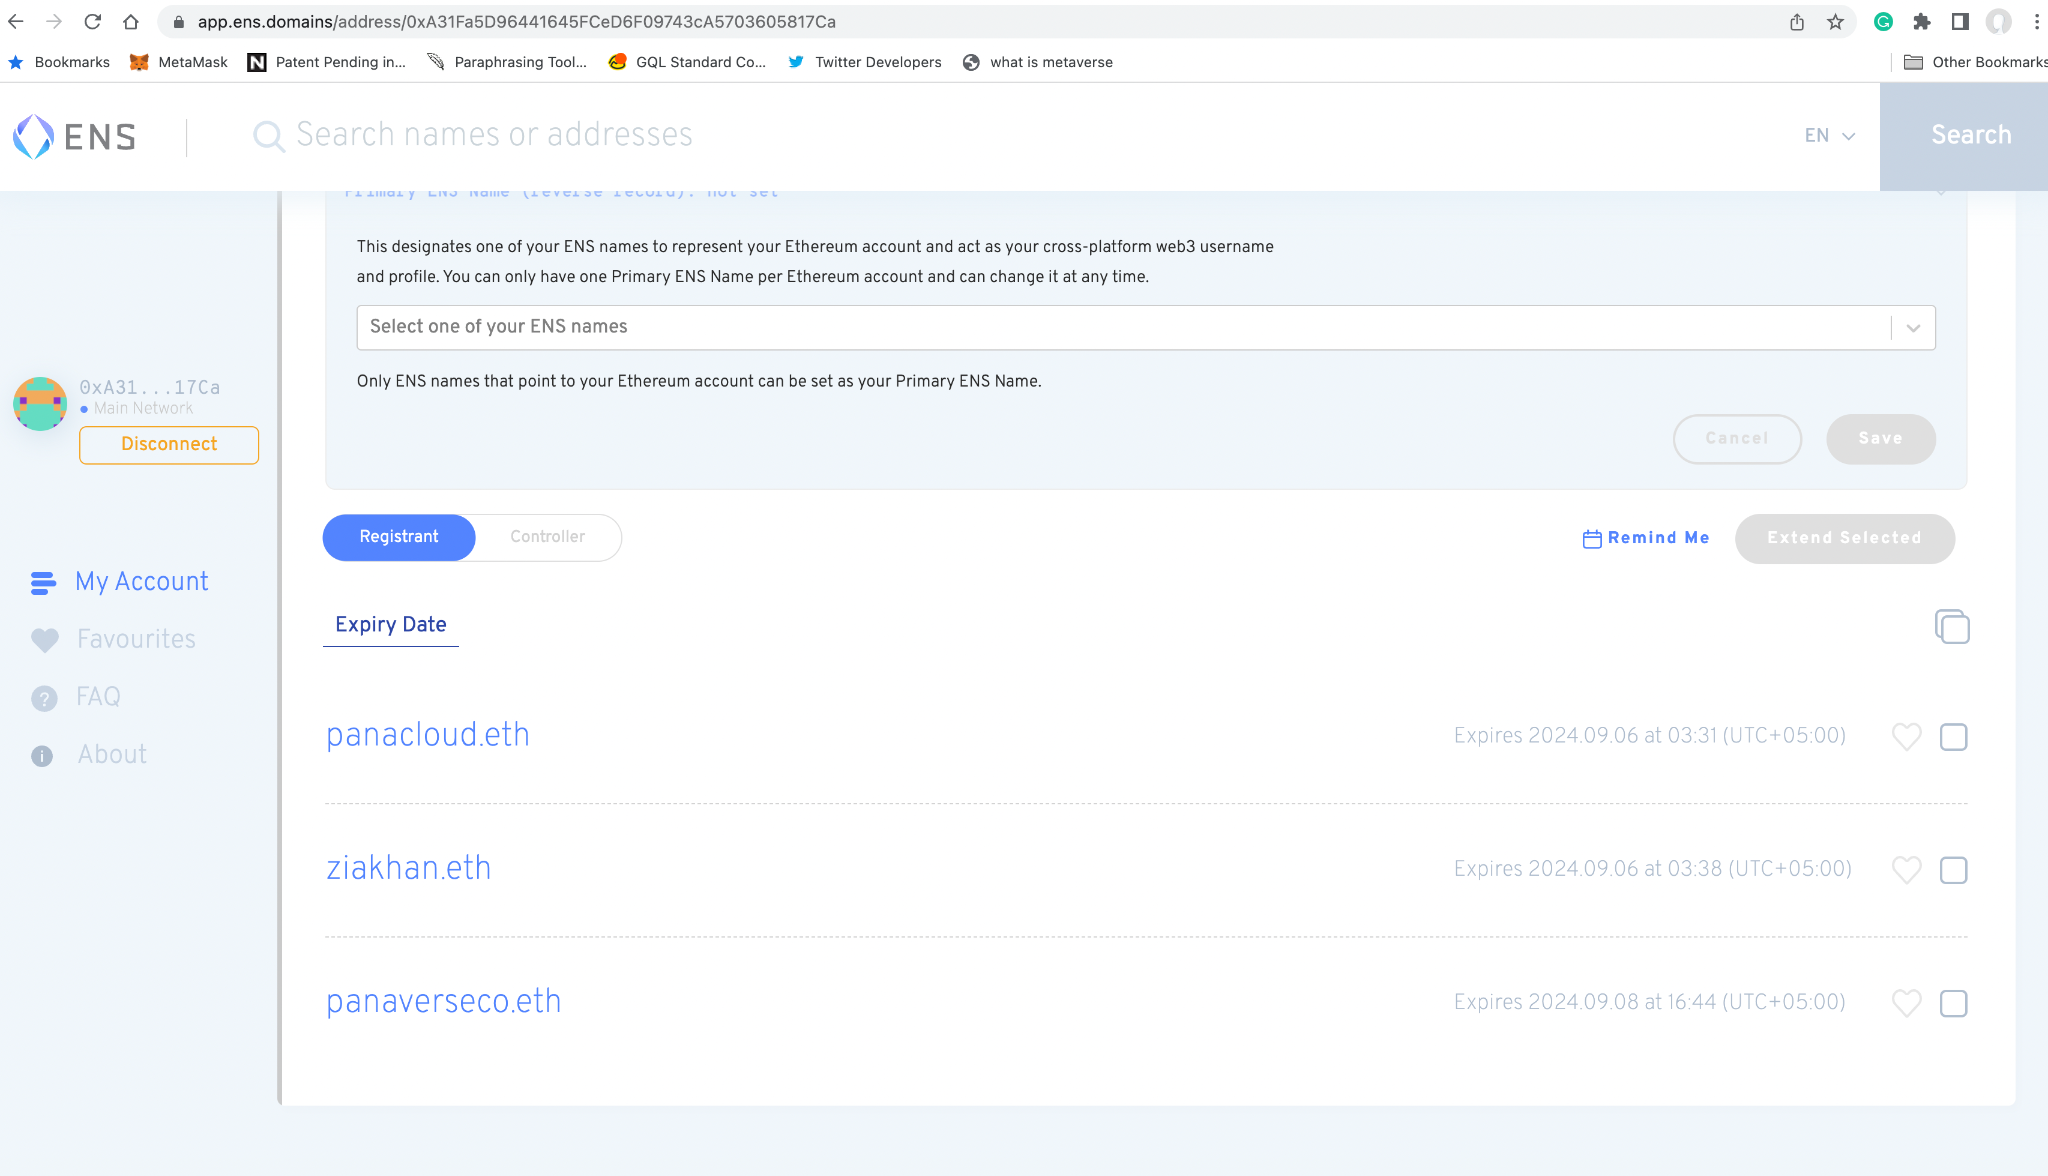 app.ens.domains/address/0xA31Fa5D96441645FCeD6F09743cA5703605817Ca
Bookmarks MetaMask Patent Pending in... Paraphrasing Tool... GQL Standard Co... Twitter Developers what is metaverse Other Bookmarks
ENS Search names or addresses EN Search
Primary ENS Name (reverse record): not set
This designates one of your ENS names to represent your Ethereum account and act as your cross-platform web3 username
and profile. You can only have one Primary ENS Name per Ethereum account and can change it at any time.
Select one of your ENS names
Only ENS names that point to your Ethereum account can be set as your Primary ENS Name.
Cancel Save
0xA31...17Ca
Main Network
Disconnect
My Account
Favourites
FAQ
About
Registrant Controller Remind Me Extend Selected
Expiry Date
panacloud.eth Expires 2024.09.06 at 03:31 (UTC+05:00)
ziakhan.eth Expires 2024.09.06 at 03:38 (UTC+05:00)
panaverseco.eth Expires 2024.09.08 at 16:44 (UTC+05:00)